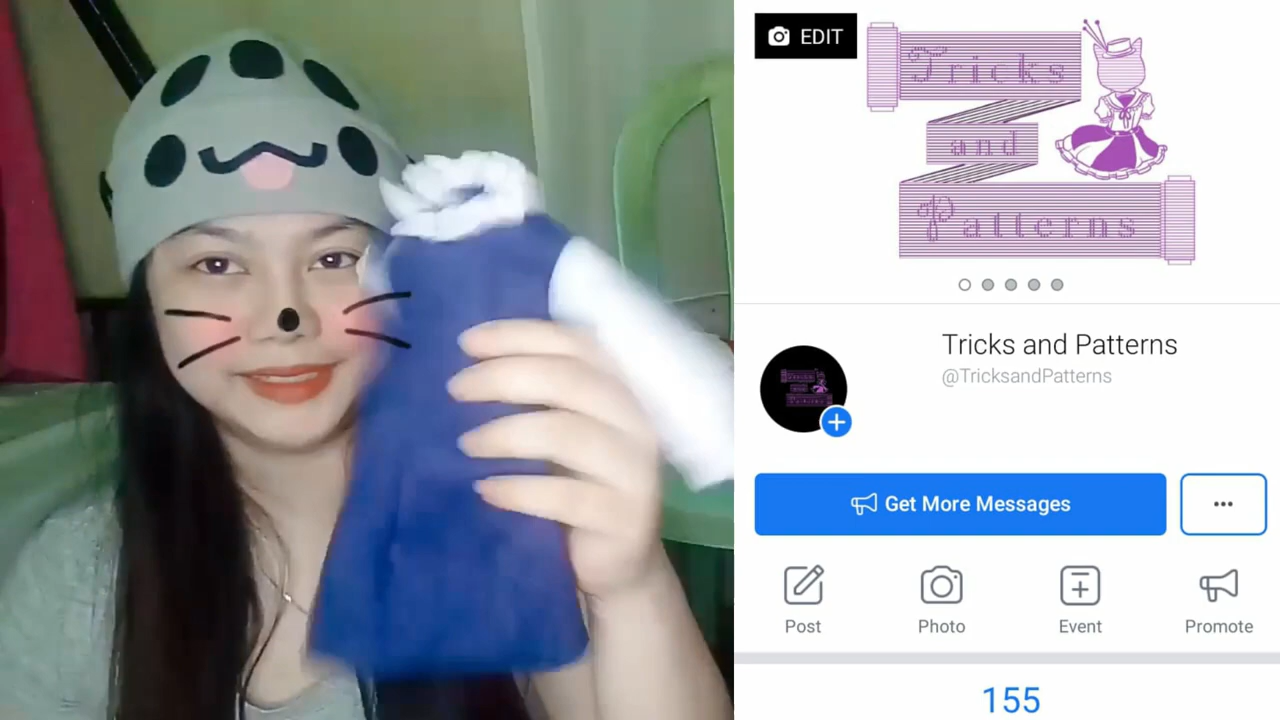 EDIT
Tricks
and
Patterns
Tricks and Patterns
@TricksandPatterns
Get More Messages
Post
Photo
Event
Promote
155